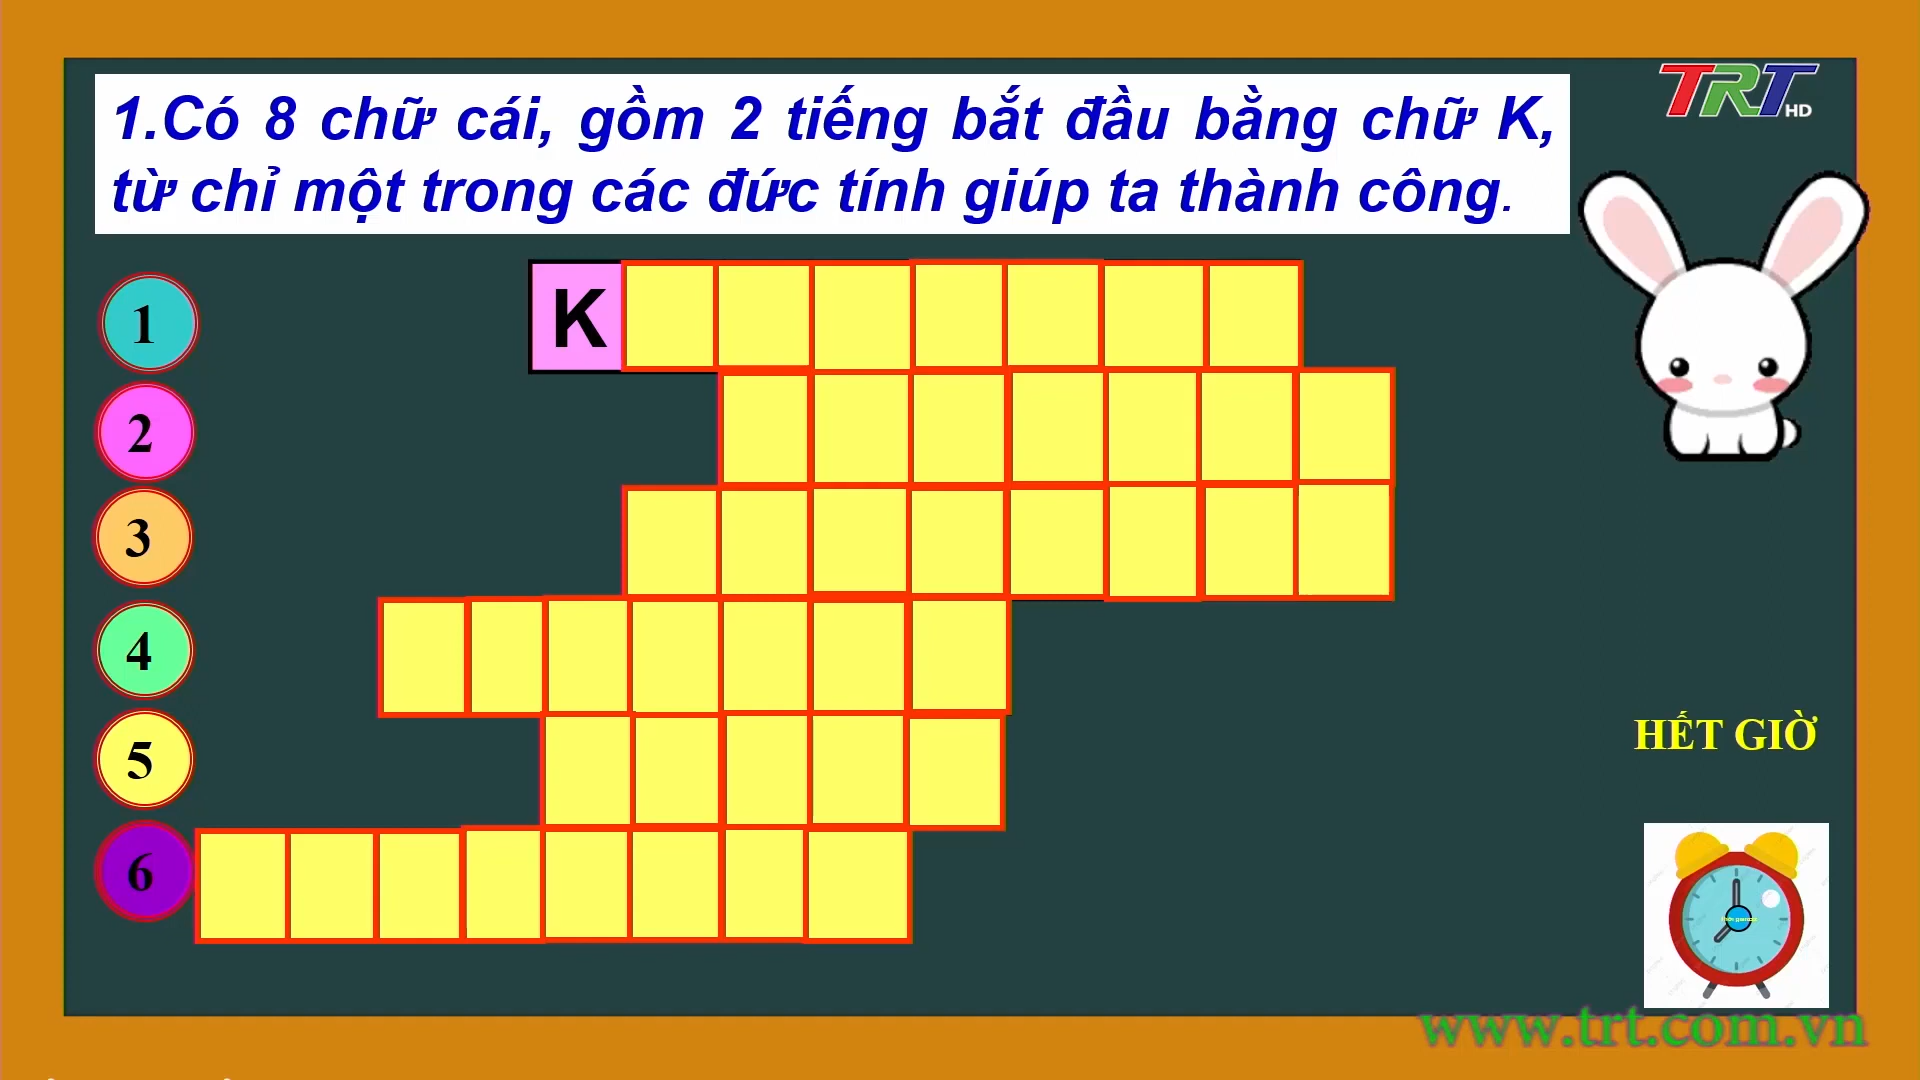 1.Có 8 chữ cái, gồm 2 tiếng bắt đầu bằng chữ K,
từ chỉ một trong các đức tính giúp ta thành công.
TRT HD
1
K
2
3
4
5
HẾT GIỜ
6
www.trt.com.vn